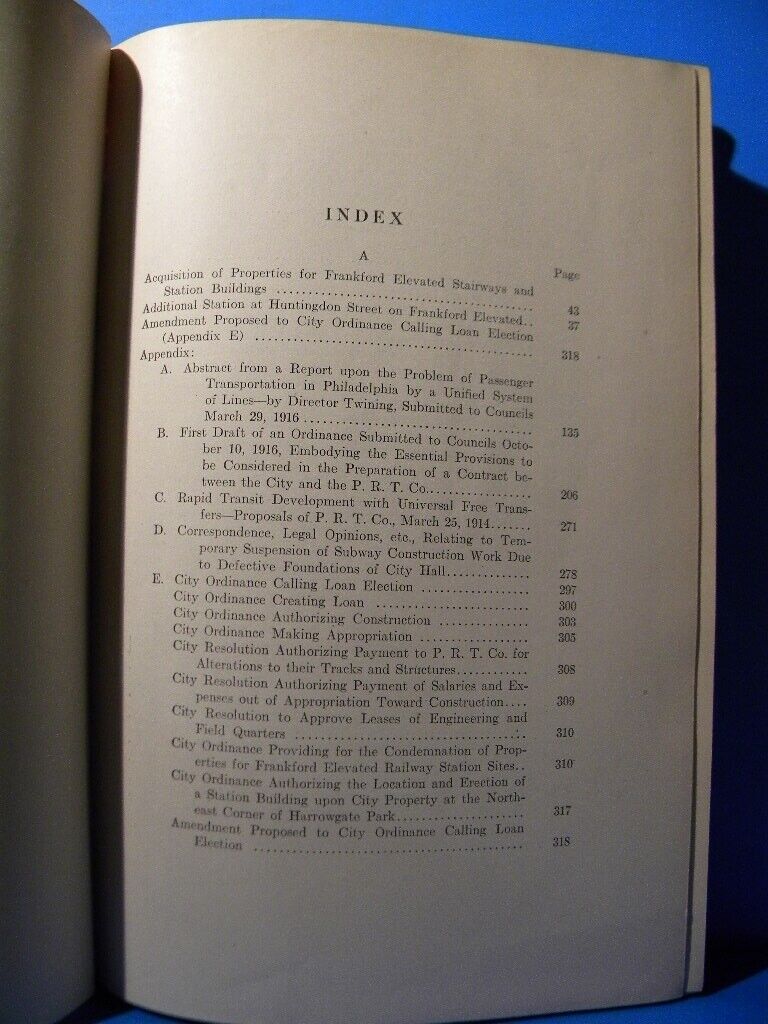 INDEX
A
Page
Acquisition of Properties for Frankford Elevated Stairways and
Station Buildings ........................................ 43
Additional Station at Huntingdon Street on Frankford Elevated.. 37
Amendment Proposed to City Ordinance Calling Loan Election
(Appendix E) ........................................ 318
Appendix:
A. Abstract from a Report upon the Problem of Passenger
Transportation in Philadelphia by a Unified System
of Lines—by Director Twining, Submitted to Councils
March 29, 1916 ................................. 135
B. First Draft of an Ordinance Submitted to Councils Octo-
ber 10, 1916, Embodying the Essential Provisions to
be Considered in the Preparation of a Contract be-
tween the City and the P. R. T. Co................ 206
C. Rapid Transit Development with Universal Free Trans-
fers—Proposals of P. R. T. Co., March 25, 1914....... 271
D. Correspondence, Legal Opinions, etc., Relating to Tem-
porary Suspension of Subway Construction Work Due
to Defective Foundations of City Hall.............. 278
E. City Ordinance Calling Loan Election ................ 297
City Ordinance Creating Loan ....................... 300
City Ordinance Authorizing Construction ............. 303
City Ordinance Making Appropriation ................ 305
City Resolution Authorizing Payment to P. R. T. Co. for
Alterations to their Tracks and Structures............ 308
City Resolution Authorizing Payment of Salaries and Ex-
penses out of Appropriation Toward Construction.... 309
City Resolution to Approve Leases of Engineering and
Field Quarters .................................. 310
City Ordinance Providing for the Condemnation of Prop-
erties for Frankford Elevated Railway Station Sites.. 310
City Ordinance Authorizing the Location and Erection of
a Station Building upon City Property at the North-
east Corner of Harrowgate Park.................... 317
Amendment Proposed to City Ordinance Calling Loan
Election ........................................ 318